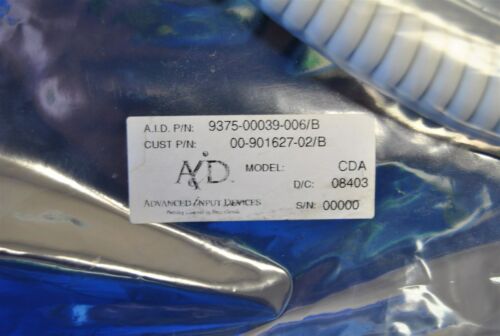 A.I.D. P/N: 9375-00039-006/B
CUST P/N: 00-901627-02/B
AID MODEL: CDA
D/C: 08403
ADVANCED INPUT DEVICES S/N: 00000